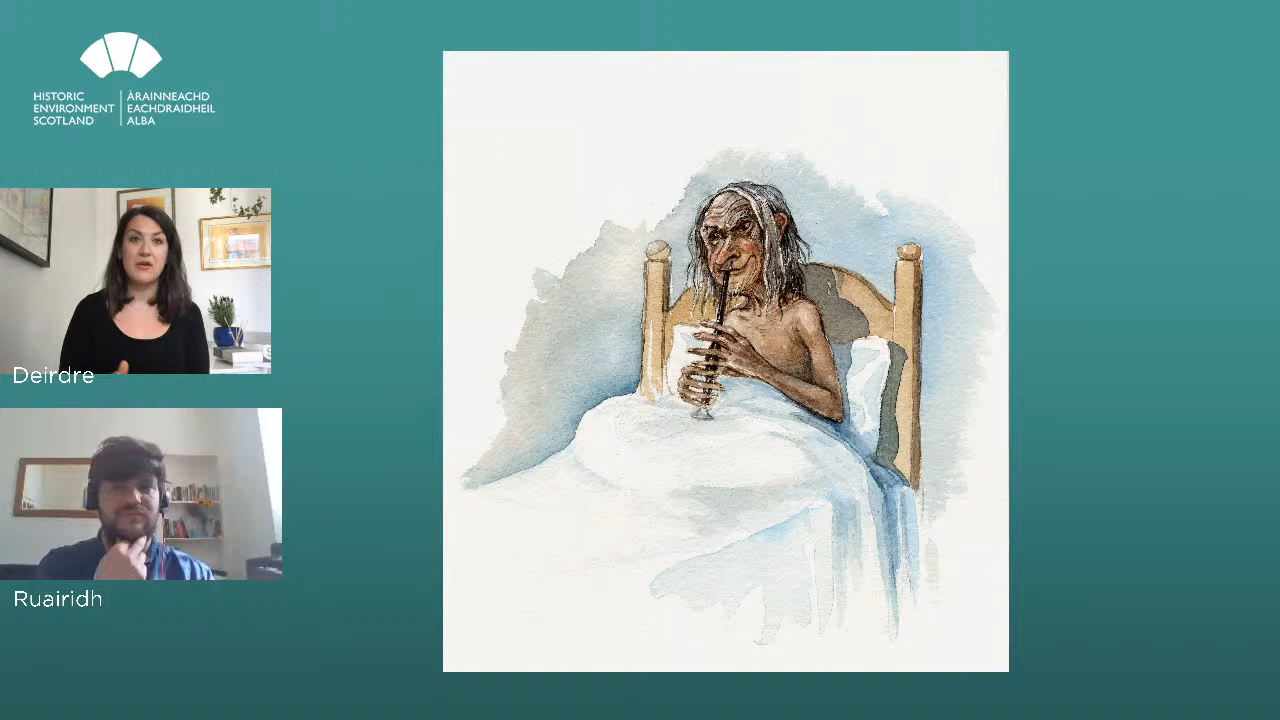 HISTORIC
ENVIRONMENT
SCOTLAND
ÀRAINNEACHD
EACHDRAIDHEIL
ALBA
Deirdre
Ruairidh